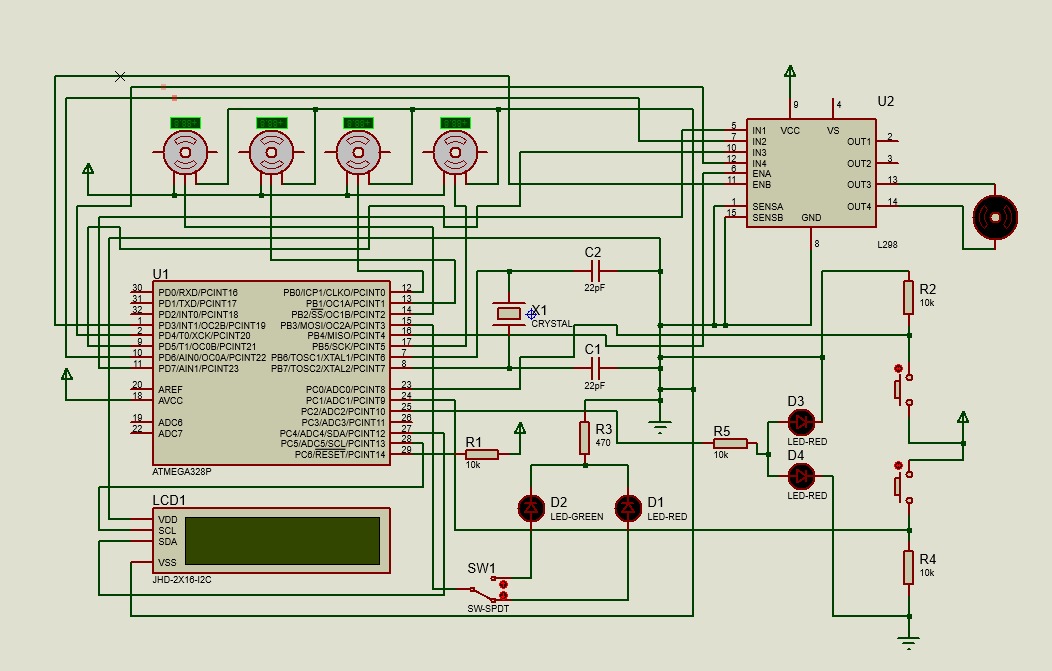 U2
9
4
VCC
VS
5
IN1
7
IN2
10
IN3
12
IN4
6
ENA
11
ENB
1
SENSA
15
SENSB
GND
OUT1
2
OUT2
3
OUT3
13
OUT4
14
8
L298
U1
30
PD0/RXD/PCINT16
31
PD1/TXD/PCINT17
32
PD2/INT0/PCINT18
1
PD3/INT1/OC2B/PCINT19
2
PD4/T0/XCK/PCINT20
9
PD5/T1/OC0B/PCINT21
10
PD6/AIN0/OC0A/PCINT22
11
PD7/AIN1/PCINT23
20
AREF
18
AVCC
19
ADC6
22
ADC7
PB0/ICP1/CLKO/PCINT0
12
PB1/OC1A/PCINT1
13
PB2/SS/OC1B/PCINT2
14
PB3/MOSI/OC2A/PCINT3
15
PB4/MISO/PCINT4
16
PB5/SCK/PCINT5
17
PB6/TOSC1/XTAL1/PCINT6
7
PB7/TOSC2/XTAL2/PCINT7
8
PC0/ADC0/PCINT8
23
PC1/ADC1/PCINT9
24
PC2/ADC2/PCINT10
25
PC3/ADC3/PCINT11
26
PC4/ADC4/SDA/PCINT12
27
PC5/ADC5/SCL/PCINT13
28
PC6/RESET/PCINT14
29
ATMEGA328P
C2
22pF
X1
CRYSTAL
C1
22pF
R2
10k
R1
10k
R3
470
R5
10k
D3
LED-RED
D4
LED-RED
D2
LED-GREEN
D1
LED-RED
R4
10k
SW1
SW-SPDT
LCD1
VDD
SCL
SDA
VSS
JHD-2X16-I2C